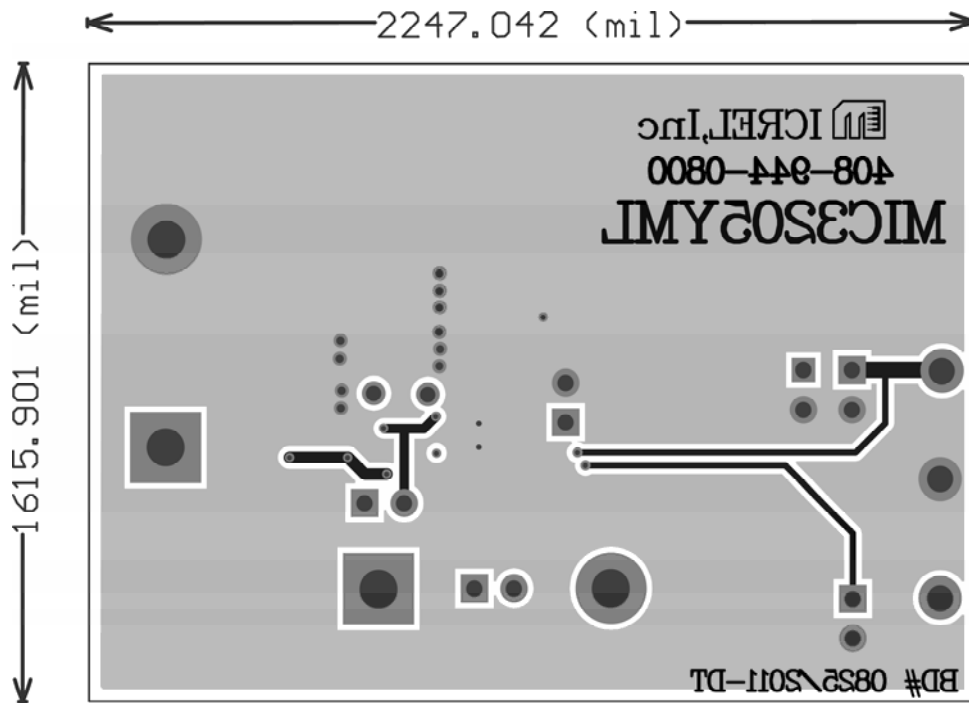 2247.042 (mil)
1615.901 (mil)
ICREL,Inc
408-944-0800
MIC3205YML
BD# 0825/2011-DT